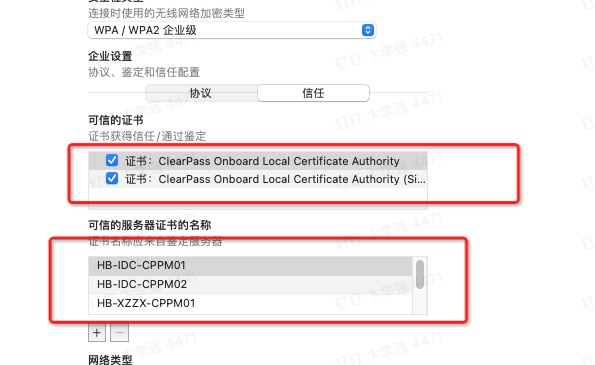 连接时使用的无线网络加密类型
WPA / WPA2 企业级
企业设置
协议、鉴定和信任配置
协议
信任
可信的证书
证书获得信任/通过鉴定
证书：ClearPass Onboard Local Certificate Authority
证书：ClearPass Onboard Local Certificate Authority (Si...
可信的服务器证书的名称
证书名称应来自鉴定服务器
HB-IDC-CPPM01
HB-IDC-CPPM02
HB-XZZX-CPPM01
+
−
网络类型
钉钉 卞李强 4471